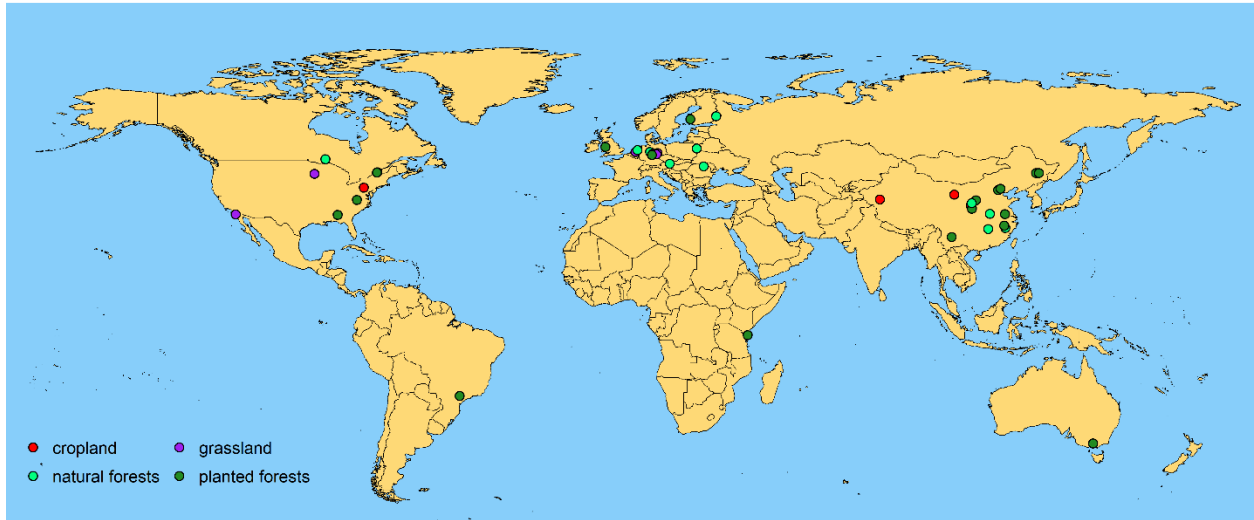 cropland
grassland
natural forests
planted forests